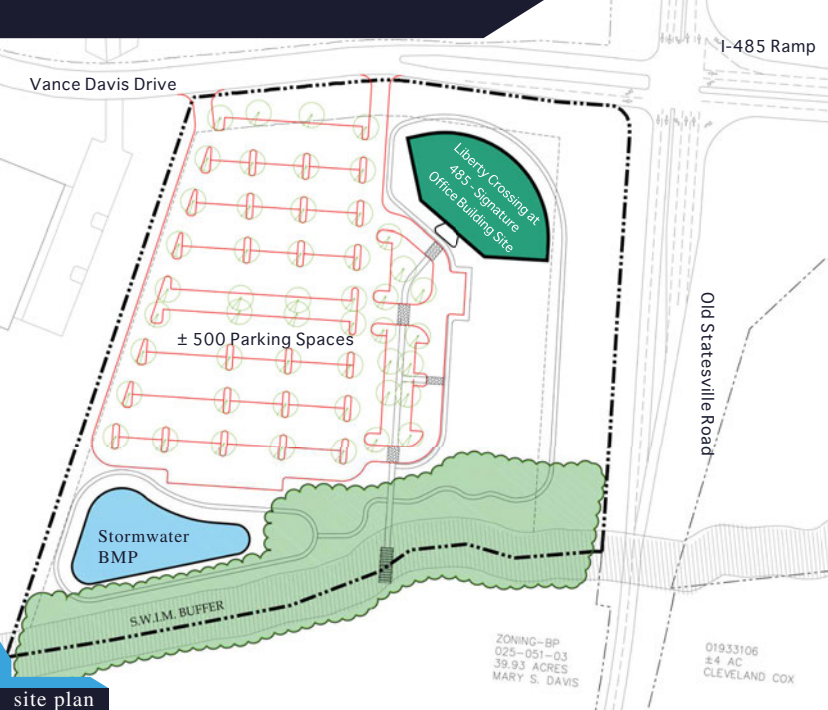 I-485 Ramp
Vance Davis Drive
Liberty Crossing at
485 - Signature
Office Building Site
± 500 Parking Spaces
Old Statesville Road
Stormwater
BMP
S.W.I.M. BUFFER
ZONING-BP
025-051-03
39.93 ACRES
MARY S. DAVIS
01933106
±4 AC
CLEVELAND COX
site plan